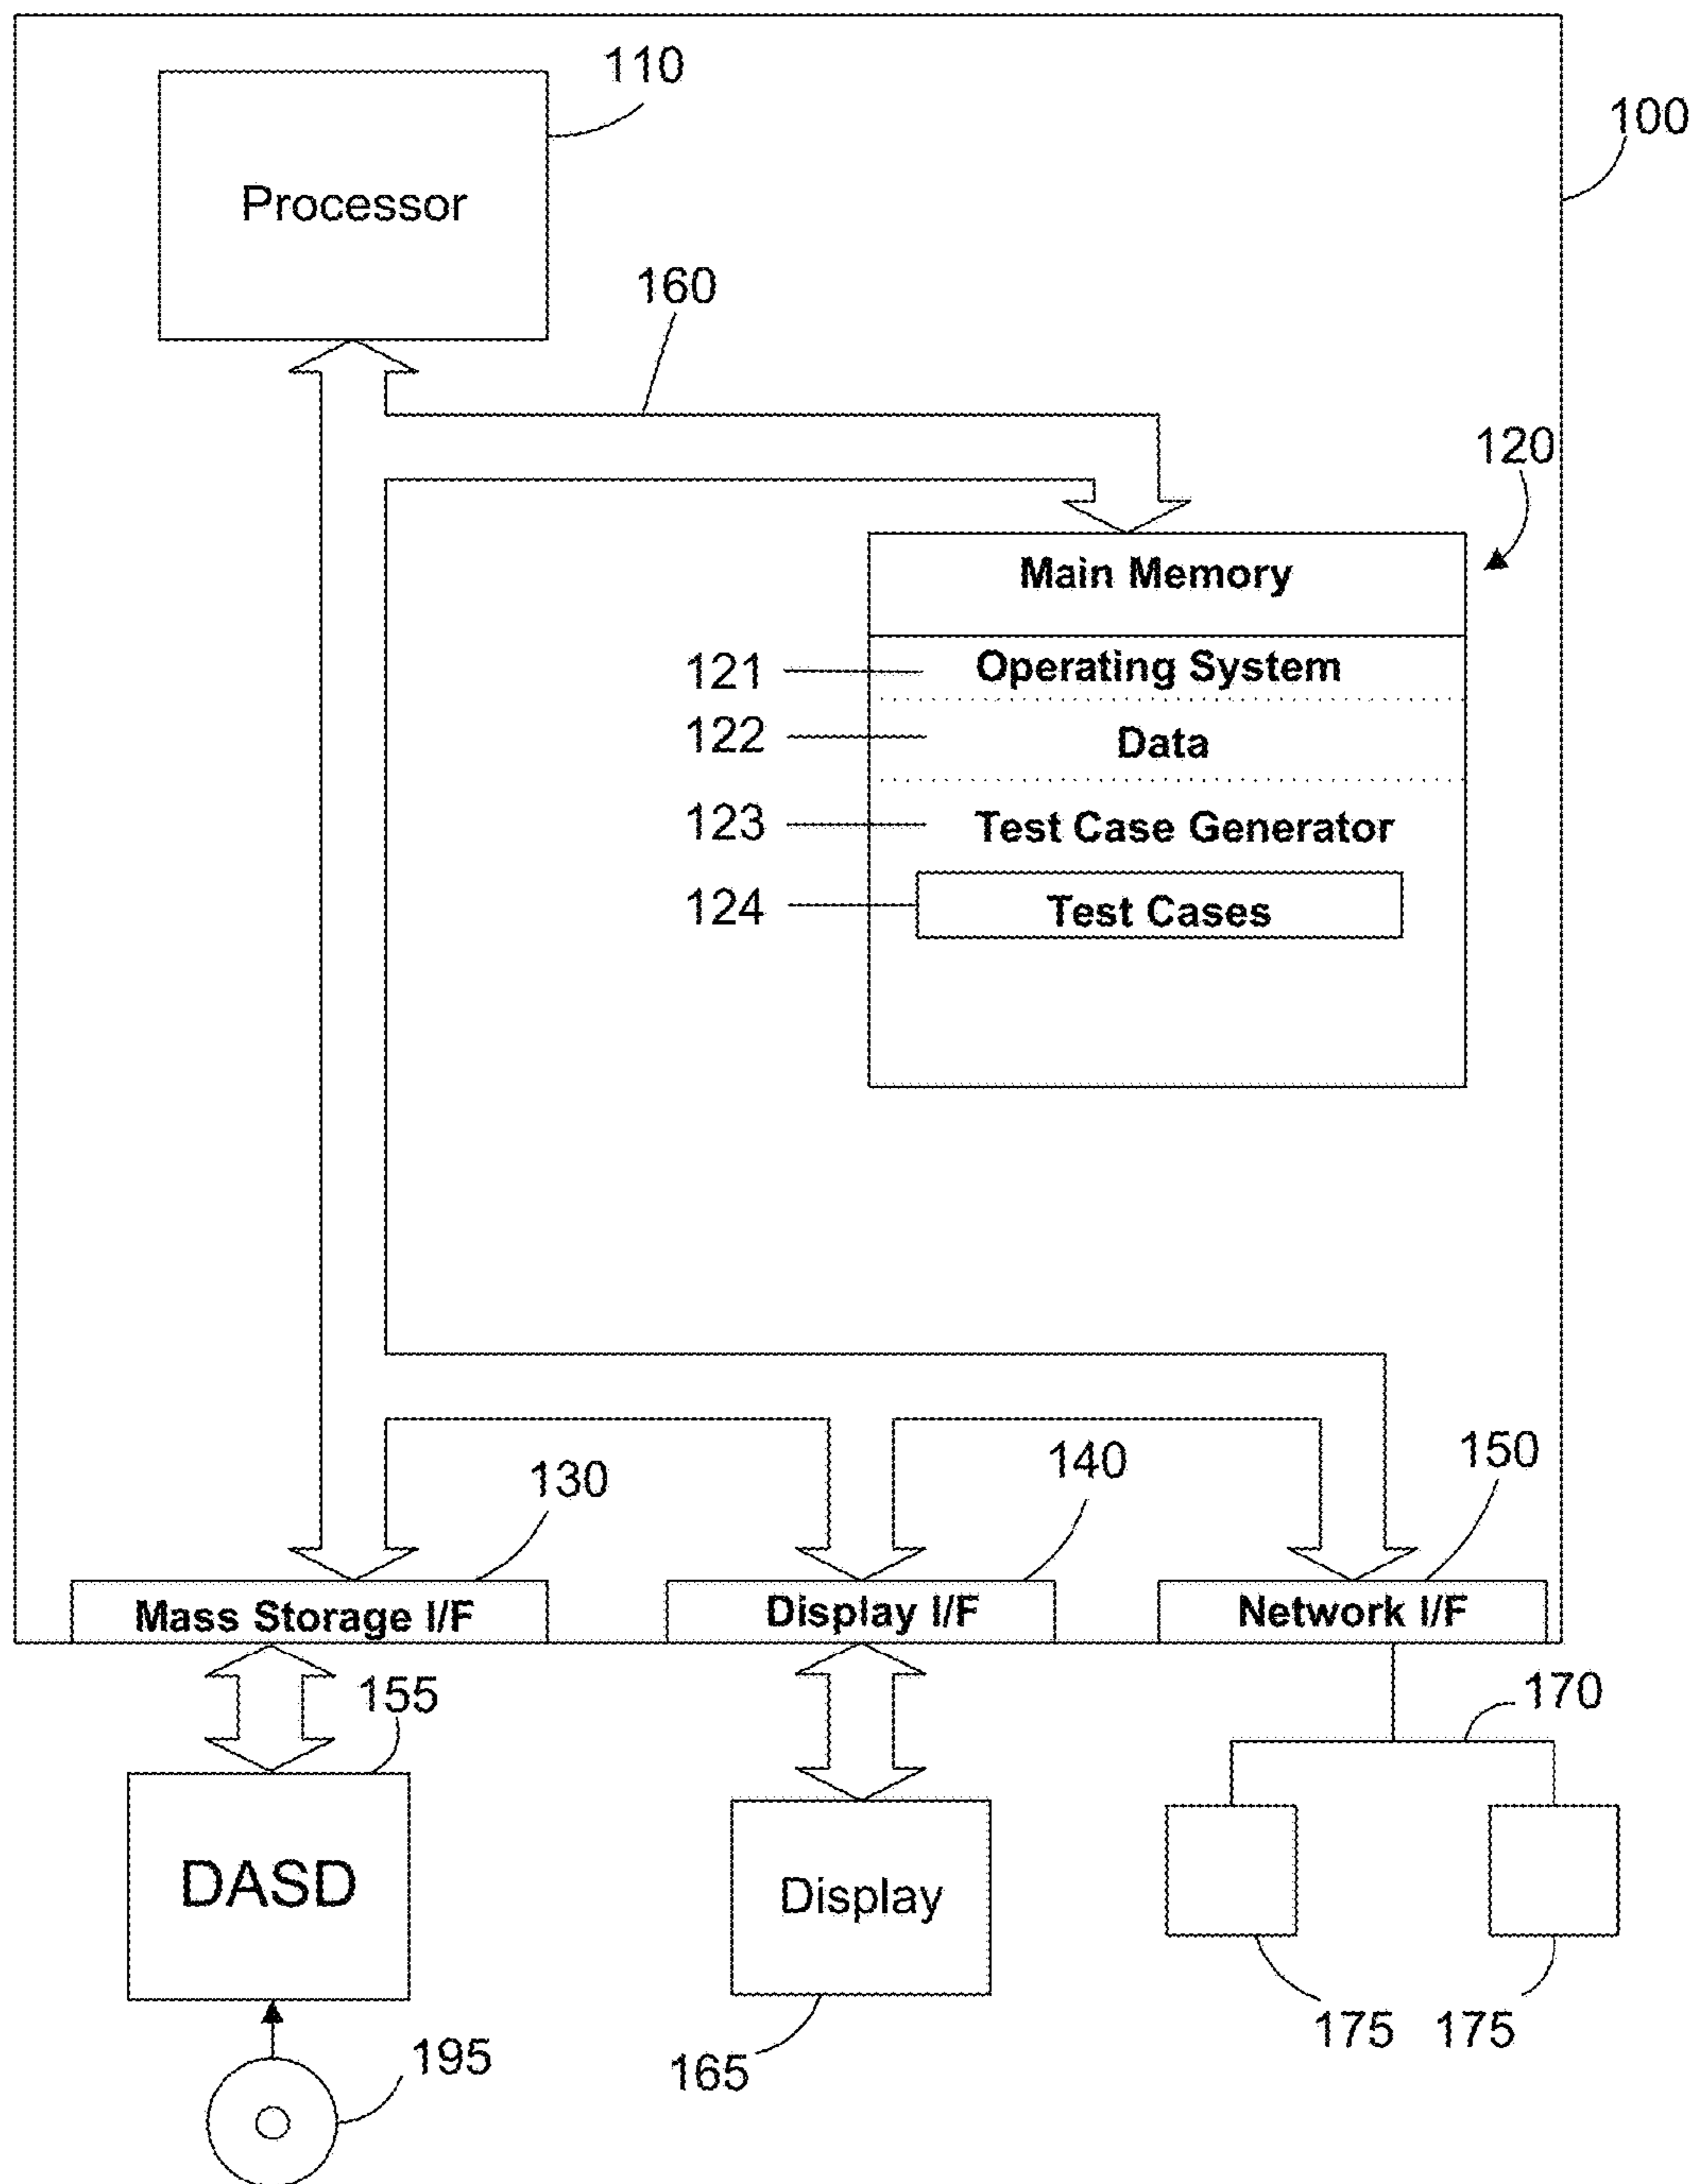 110
100
Processor
160
120
Main Memory
121
Operating System
122
Data
123
Test Case Generator
124
Test Cases
130
140
150
Mass Storage I/F
Display I/F
Network I/F
155
170
DASD
Display
175
175
195
165